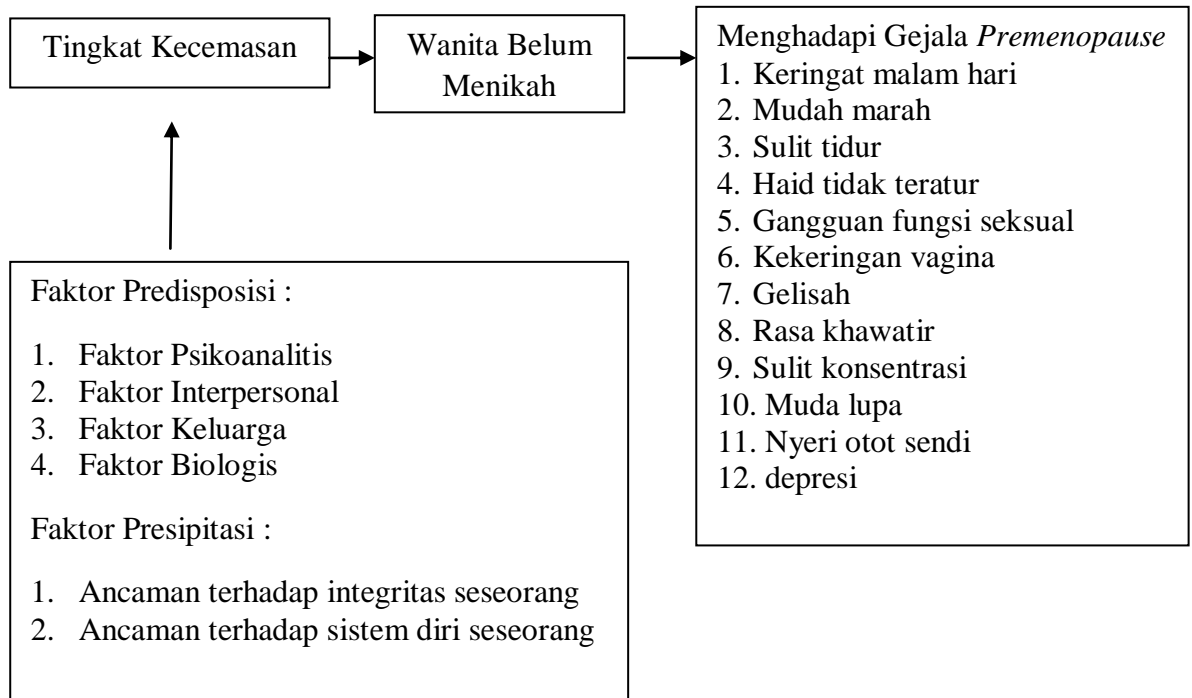 Tingkat Kecemasan
Wanita Belum
Menikah
Menghadapi Gejala Premenopause
1. Keringat malam hari
2. Mudah marah
3. Sulit tidur
4. Haid tidak teratur
5. Gangguan fungsi seksual
6. Kekeringan vagina
7. Gelisah
8. Rasa khawatir
9. Sulit konsentrasi
10. Muda lupa
11. Nyeri otot sendi
12. depresi
Faktor Predisposisi :
1. Faktor Psikoanalitis
2. Faktor Interpersonal
3. Faktor Keluarga
4. Faktor Biologis
Faktor Presipitasi :
1. Ancaman terhadap integritas seseorang
2. Ancaman terhadap sistem diri seseorang